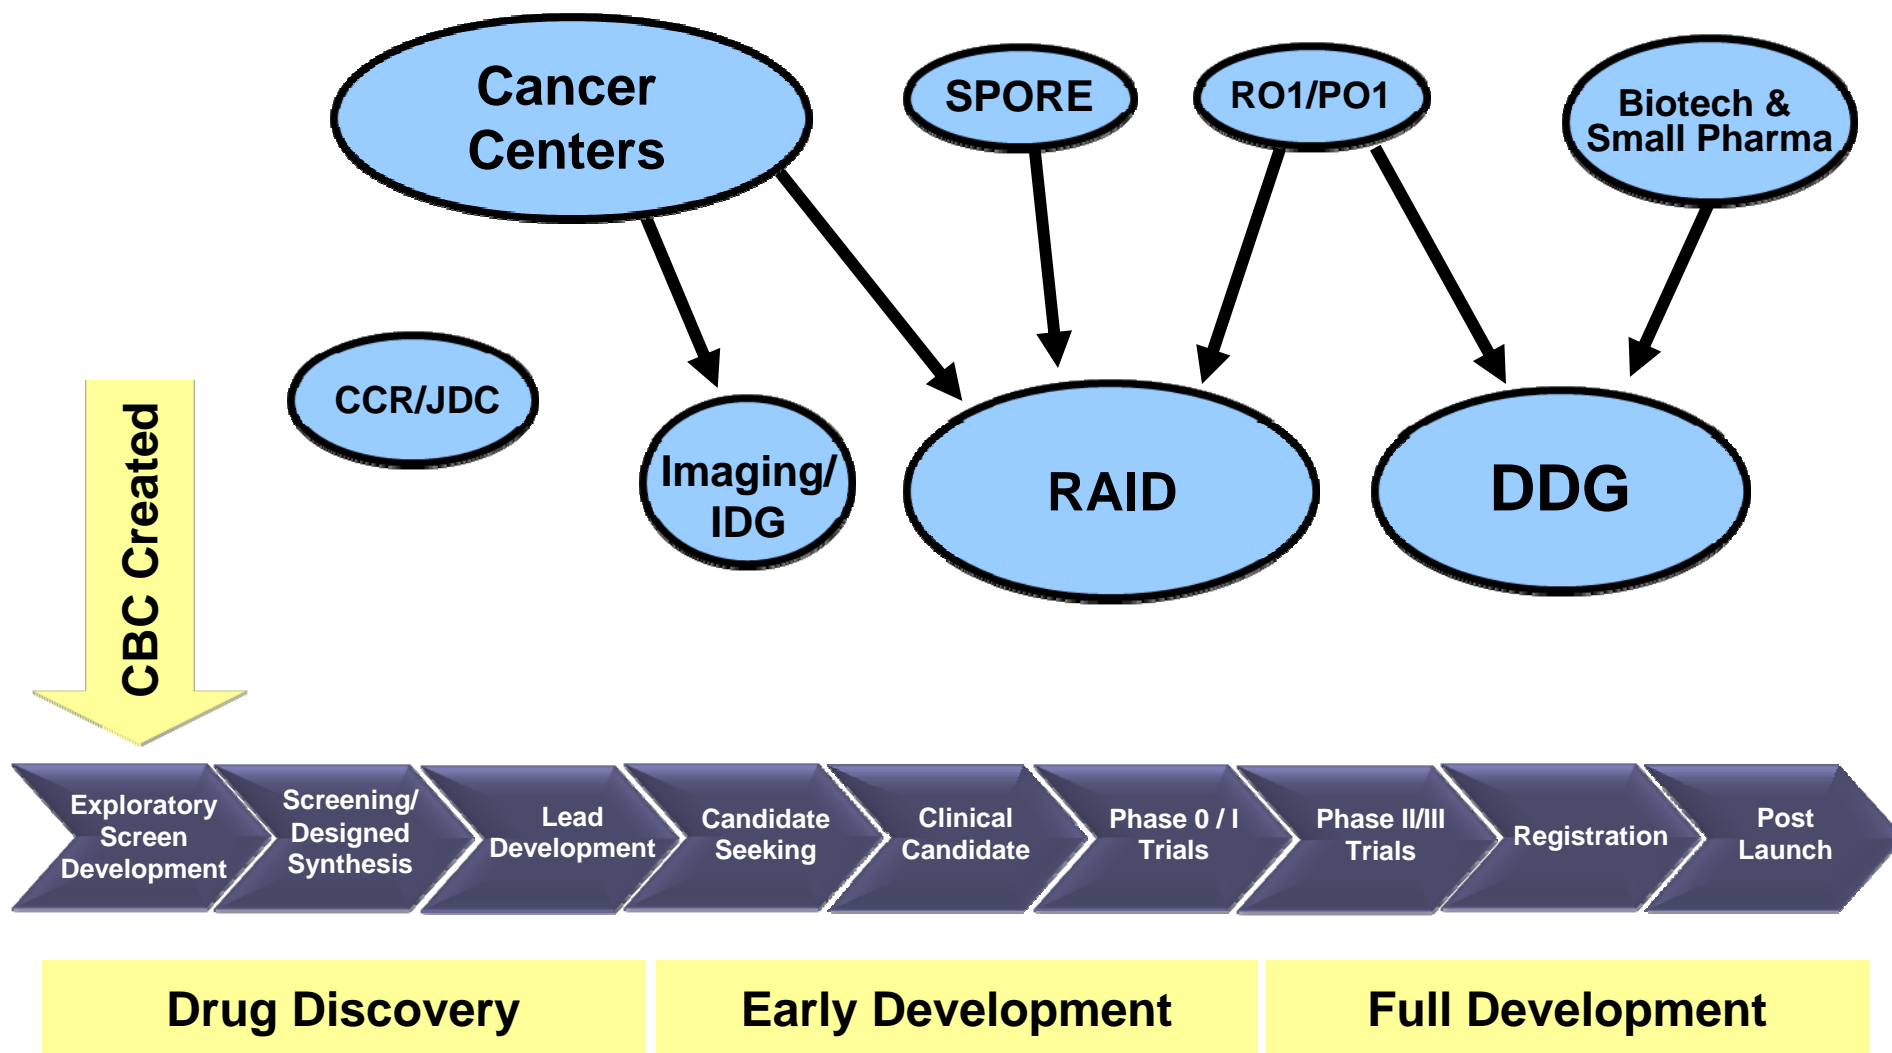 Cancer
Centers
SPORE
RO1/PO1
Biotech &
Small Pharma
CCR/JDC
Imaging/
IDG
RAID
DDG
CBC Created
Exploratory
Screen
Development
Screening/
Designed
Synthesis
Lead
Development
Candidate
Seeking
Clinical
Candidate
Phase 0 / I
Trials
Phase II/III
Trials
Registration
Post
Launch
Drug Discovery
Early Development
Full Development